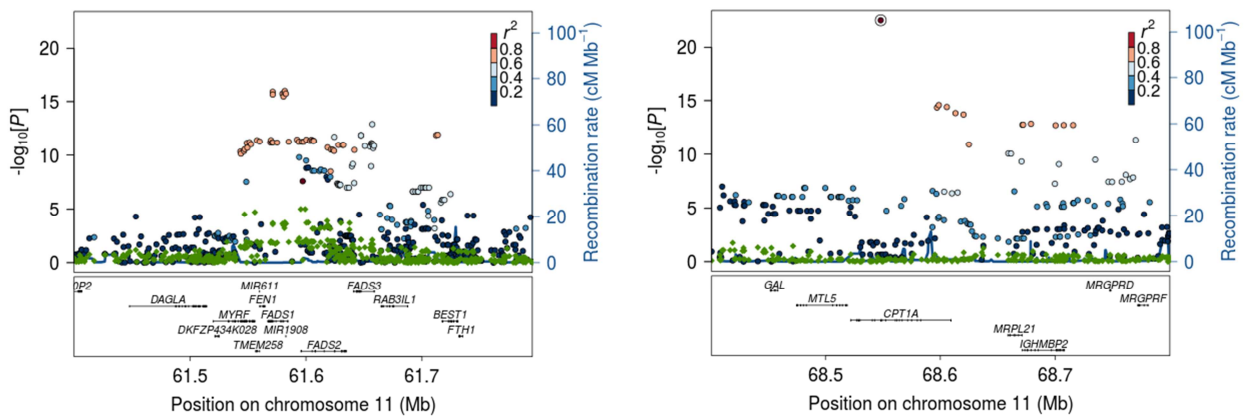 20
15
10
5
0
-log10[P]
r2
0.8
0.6
0.4
0.2
100
80
60
40
20
0
Recombination rate (cM Mb−1)
MIR611
FADS3
DAGLA
FEN1
RAB3IL1
MYRF
FADS1
BEST1
DKFZP434K028
MIR1908
FTH1
TMEM258
FADS2
61.5
61.6
61.7
Position on chromosome 11 (Mb)
20
15
10
5
0
-log10[P]
r2
0.8
0.6
0.4
0.2
100
80
60
40
20
0
Recombination rate (cM Mb−1)
GAL
MRGPRD
MTL5
MRGPRF
CPT1A
MRPL21
IGHMBP2
68.5
68.6
68.7
Position on chromosome 11 (Mb)